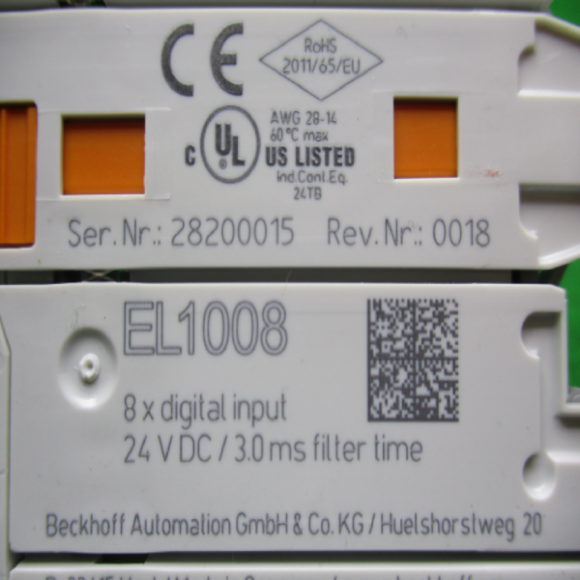 CE
RoHS
2011/65/EU
AWG 28-14
60°C max
C UL US LISTED
Ind.Cont.Eq.
24TB
Ser.Nr.: 28200015 Rev.Nr.: 0018
EL1008
8 x digital input
24 V DC / 3.0 ms filter time
Beckhoff Automation GmbH & Co. KG / Huelshorstweg 20